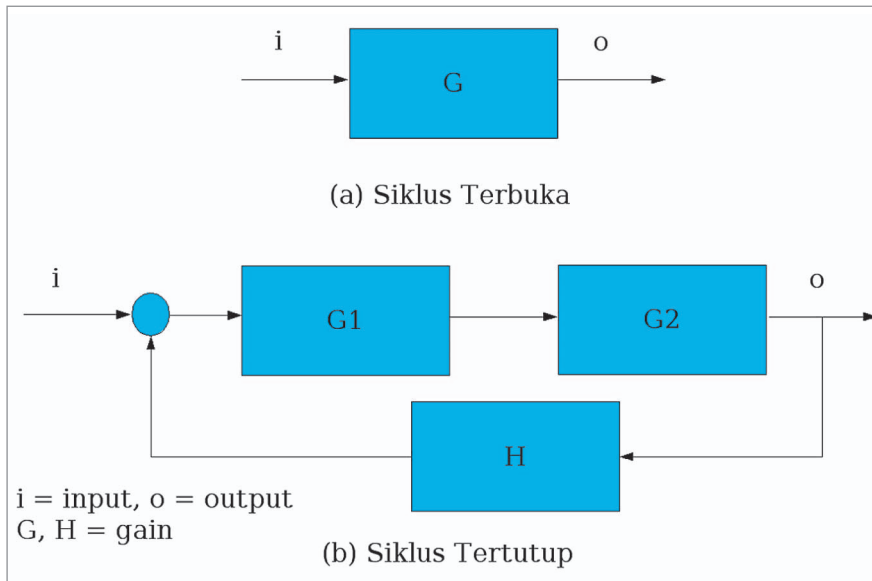 i
o
G
(a) Siklus Terbuka
i
o
G1
G2
H
i = input, o = output
G, H = gain
(b) Siklus Tertutup